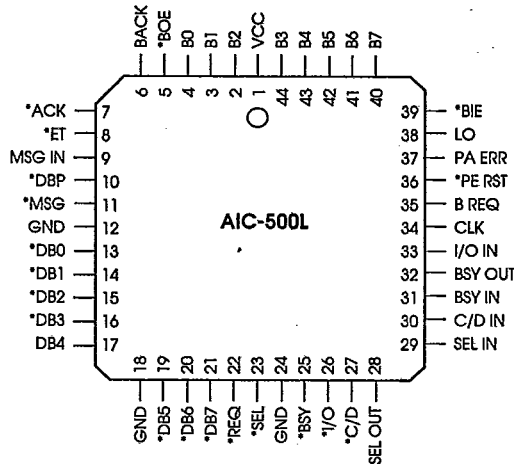 BACK *BOE B0 B1 B2 VCC B3 B4 B5 B6 B7
6 5 4 3 2 1 44 43 42 41 40
*ACK 7
*ET 8
MSG IN 9
*DBP 10
*MSG 11
GND 12
*DB0 13
*DB1 14
*DB2 15
*DB3 16
DB4 17
AIC-500L
39 *BIE
38 LO
37 PA ERR
36 *PE RST
35 B REQ
34 CLK
33 I/O IN
32 BSY OUT
31 BSY IN
30 C/D IN
29 SEL IN
18 19 20 21 22 23 24 25 26 27 28
GND *DB5 *DB6 *DB7 *REQ *SEL GND *BSY *I/O *C/D SEL OUT